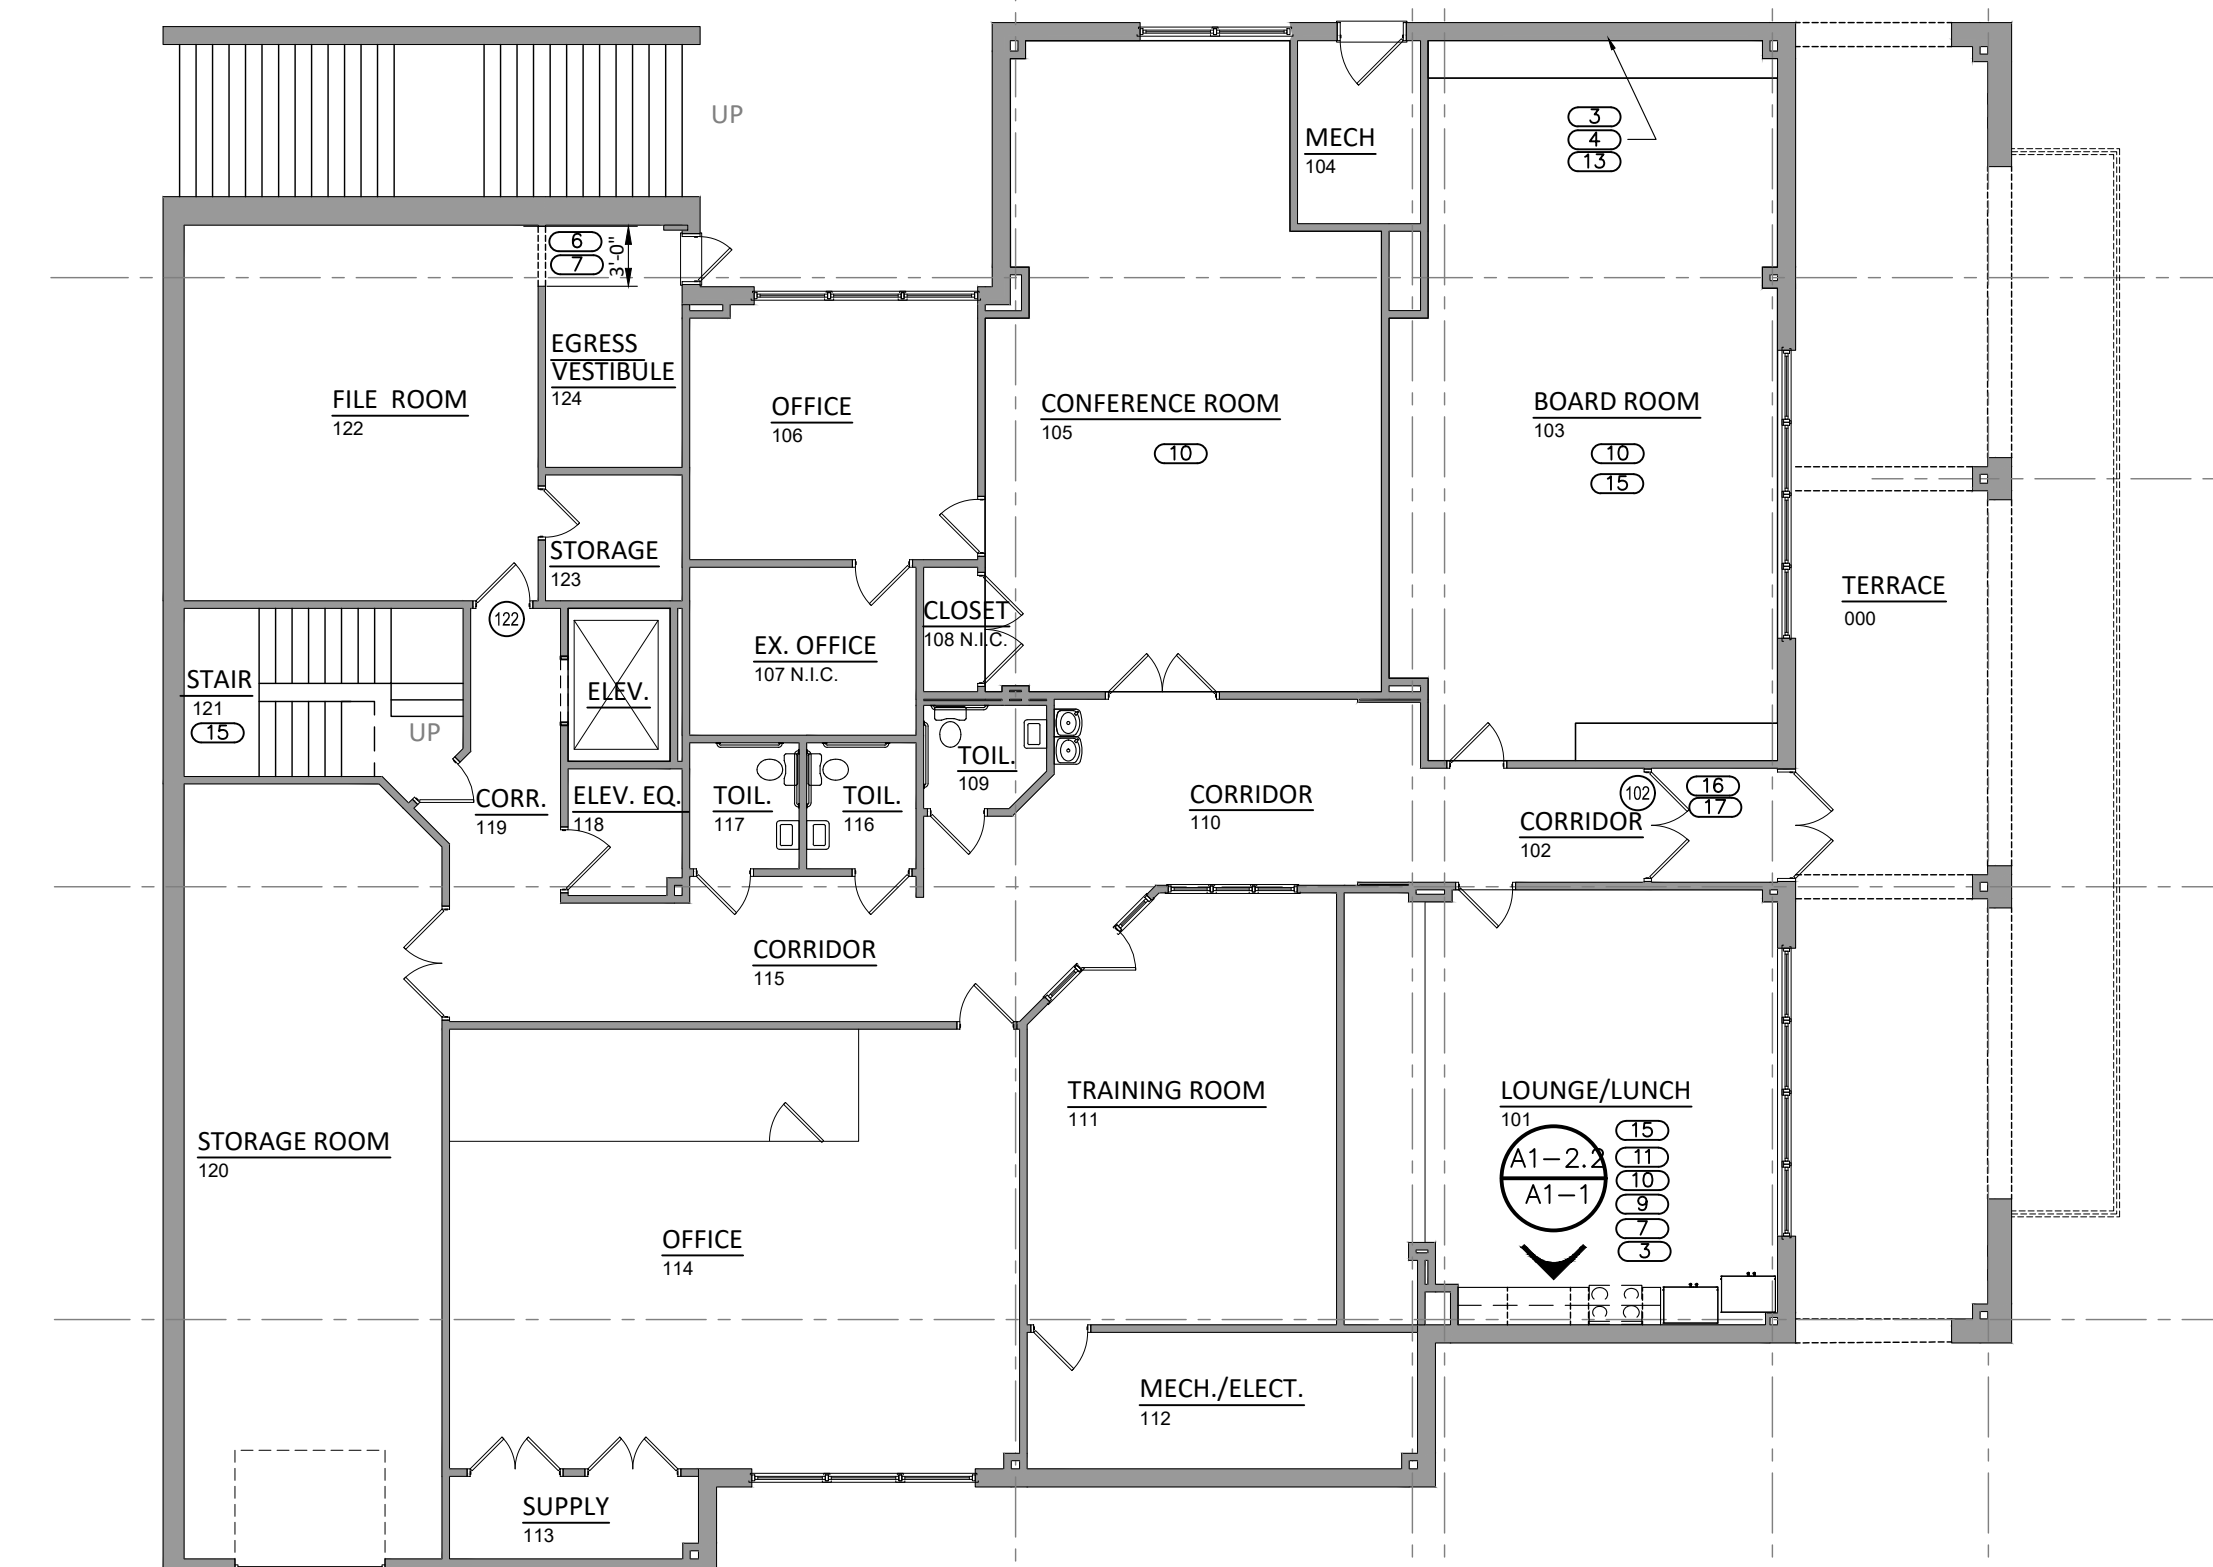 UP
MECH
104
3
4
13
6
7
3'-0"
EGRESS
VESTIBULE
124
FILE ROOM
122
OFFICE
106
CONFERENCE ROOM
105
10
BOARD ROOM
103
10
15
STORAGE
123
TERRACE
000
122
CLOSET
108 N.I.C.
EX. OFFICE
107 N.I.C.
STAIR
121
15
UP
ELEV.
TOIL.
109
CORR.
119
ELEV. EQ.
118
TOIL.
117
TOIL.
116
CORRIDOR
110
102
16
17
CORRIDOR
102
CORRIDOR
115
TRAINING ROOM
111
LOUNGE/LUNCH
101
A1-2.2
A1-1
15
11
10
9
7
3
STORAGE ROOM
120
OFFICE
114
MECH./ELECT.
112
SUPPLY
113